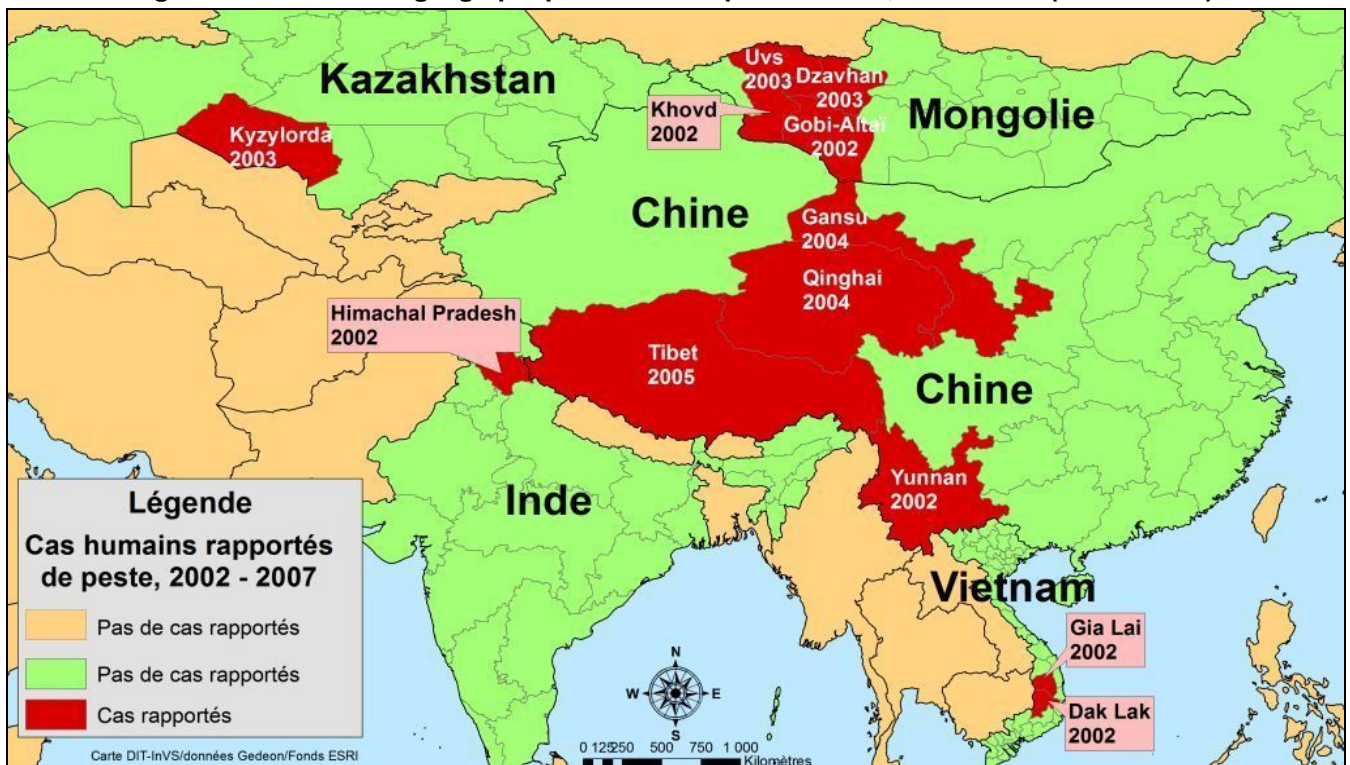 Kazakhstan
Kyzylorda
2003
Uvs
2003
Dzavhan
2003
Khovd
2002
Gobi-Altaï
2002
Mongolie
Chine
Gansu
2004
Qinghai
2004
Himachal Pradesh
2002
Tibet
2005
Chine
Inde
Yunnan
2002
Vietnam
Gia Lai
2002
Dak Lak
2002
Légende
Cas humains rapportés
de peste, 2002 - 2007
Pas de cas rapportés
Pas de cas rapportés
Cas rapportés
Carte DIT-InVS/données Gedeon/Fonds ESRI
N
W E
S
0 125250 500 750 1 000
Kilomètres